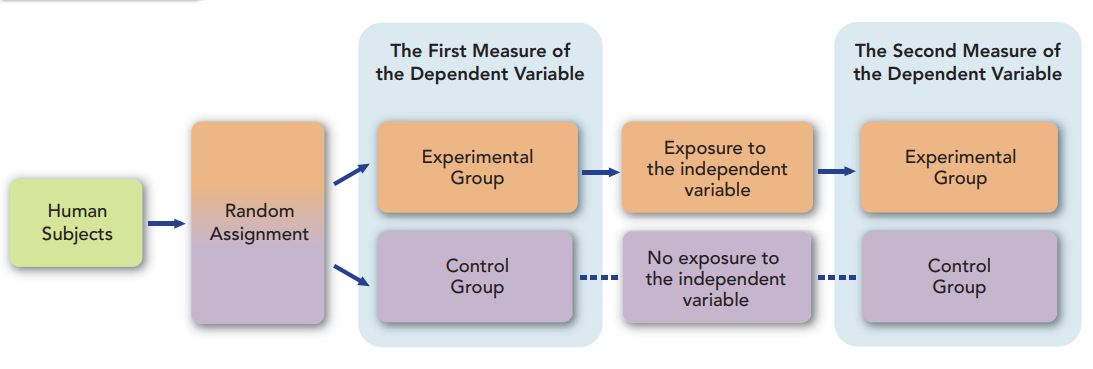 Human
Subjects
Random
Assignment
The First Measure of
the Dependent Variable
Experimental
Group
Control
Group
Exposure to
the independent
variable
No exposure to
the independent
variable
The Second Measure of
the Dependent Variable
Experimental
Group
Control
Group